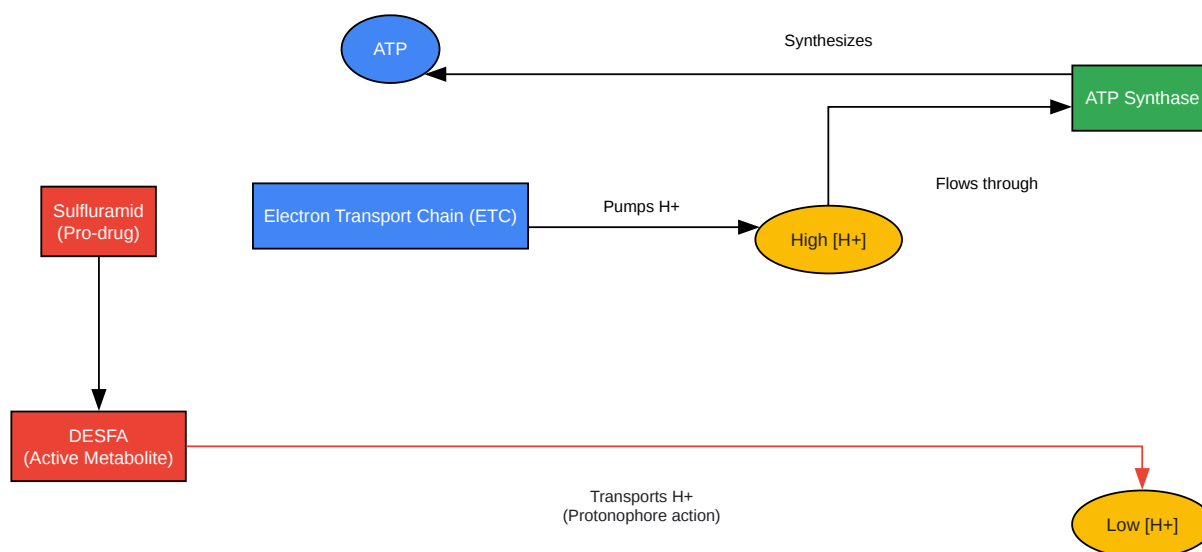 Synthesizes
ATP
ATP Synthase
Flows through
Sulfluramid
(Pro-drug)
Electron Transport Chain (ETC)
Pumps H+
High [H+]
DESFA
(Active Metabolite)
Transports H+
(Protonophore action)
Low [H+]